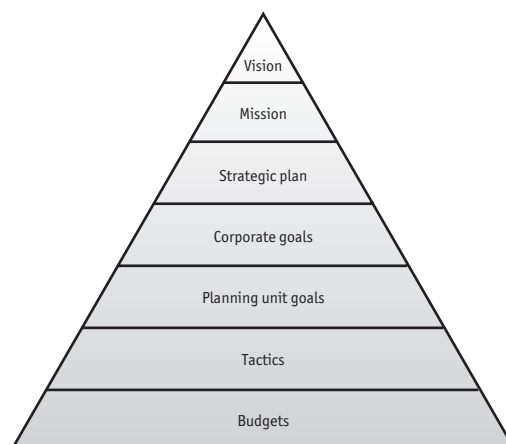 Vision
Mission
Strategic plan
Corporate goals
Planning unit goals
Tactics
Budgets